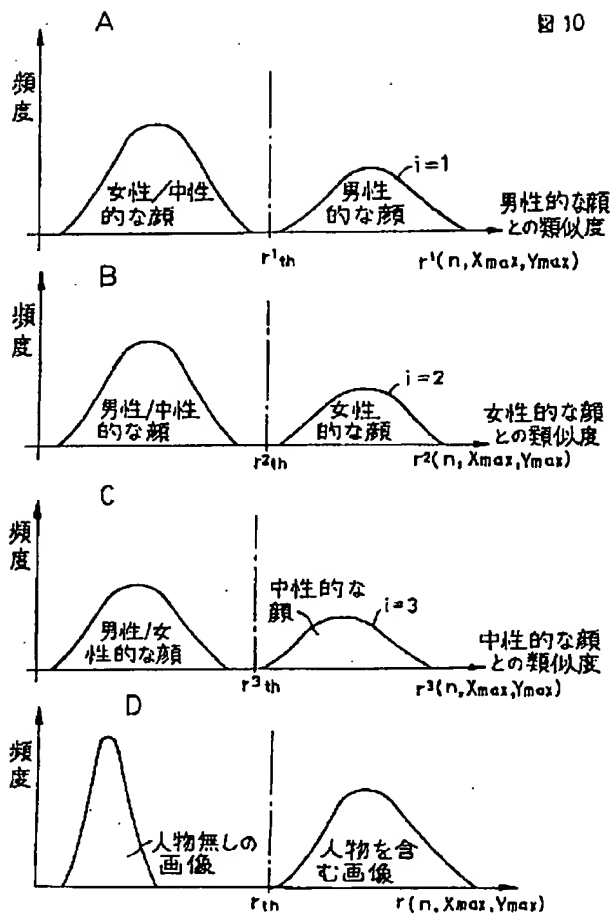 図10
A
頻度
女性/中性
的な顔
男性
的な顔
i=1
男性的な顔
との類似度
r¹th
r¹(n,Xmax,Ymax)
B
頻度
男性/中性
的な顔
女性
的な顔
i=2
女性的な顔
との類似度
r²th
r²(n,Xmax,Ymax)
C
頻度
男性/女
性的な顔
中性的な
顔
i=3
中性的な顔
との類似度
r³th
r³(n,Xmax,Ymax)
D
頻度
人物無しの
画像
人物を含
む画像
rth
r(n,Xmax,Ymax)